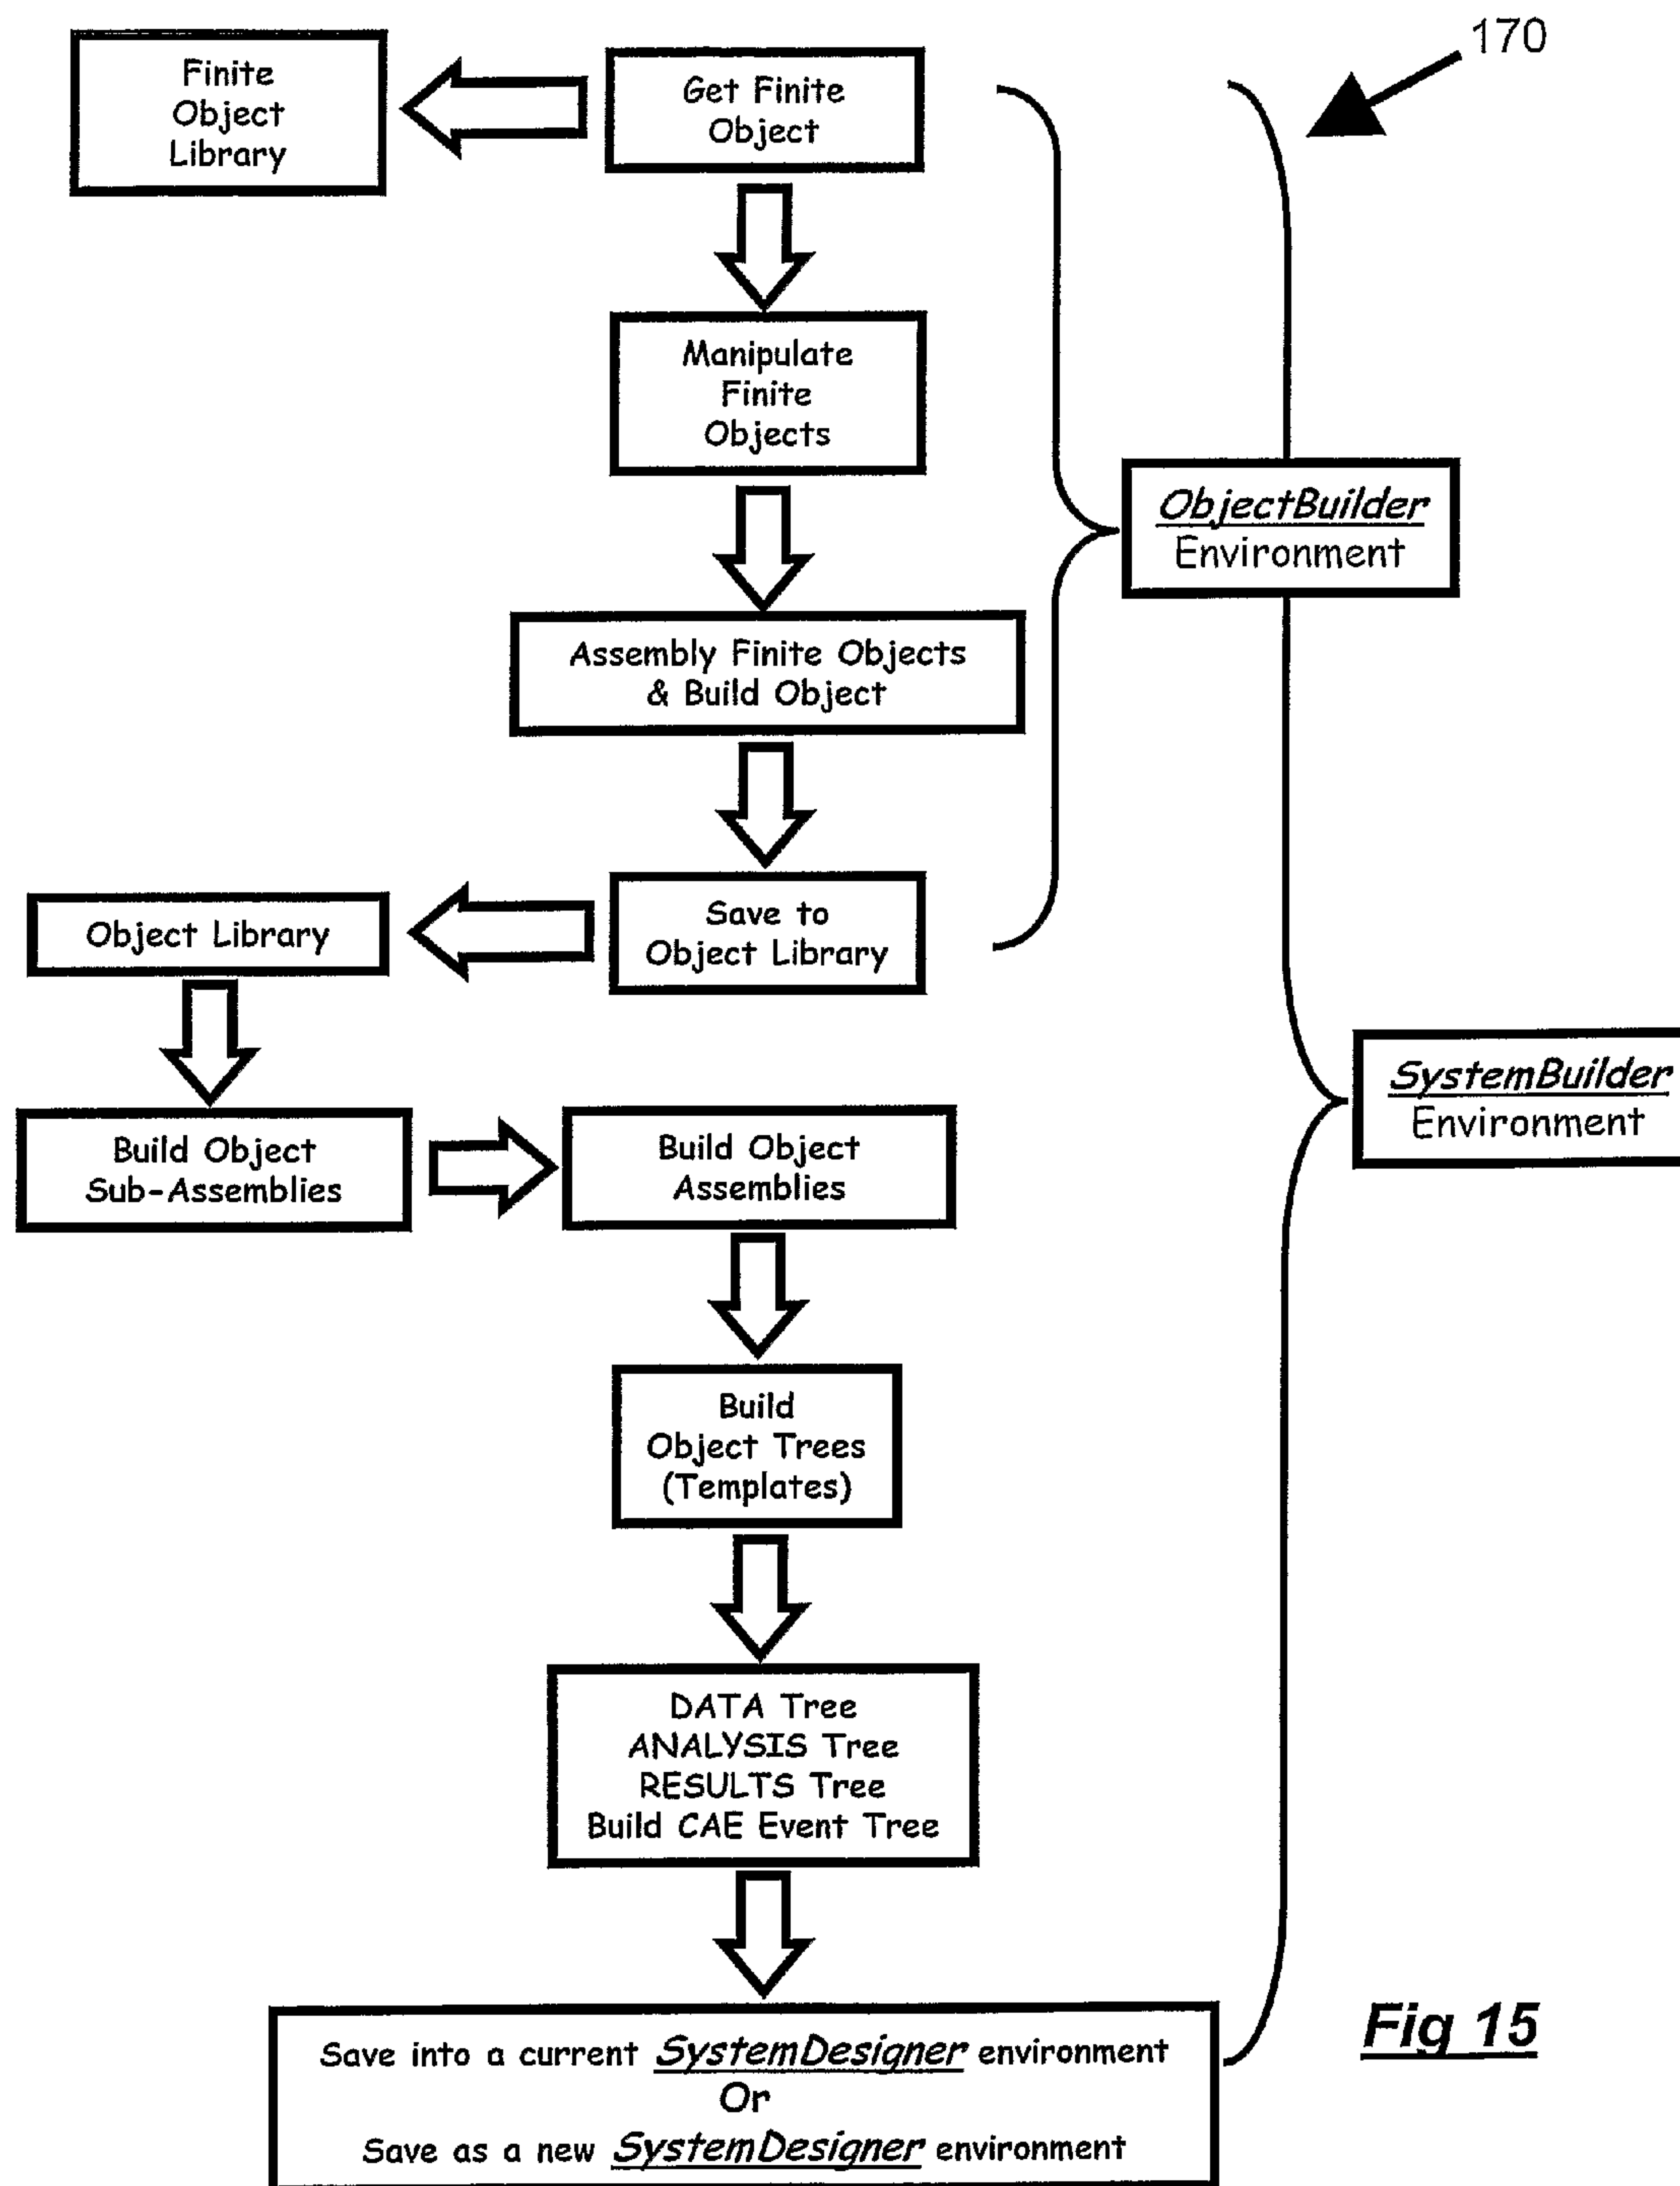 170
Finite
Object
Library
Get Finite
Object
Manipulate
Finite
Objects
ObjectBuilder
Environment
Assembly Finite Objects
& Build Object
Object Library
Save to
Object Library
SystemBuilder
Environment
Build Object
Sub-Assemblies
Build Object
Assemblies
Build
Object Trees
(Templates)
DATA Tree
ANALYSIS Tree
RESULTS Tree
Build CAE Event Tree
Save into a current SystemDesigner environment
Or
Save as a new SystemDesigner environment
Fig 15